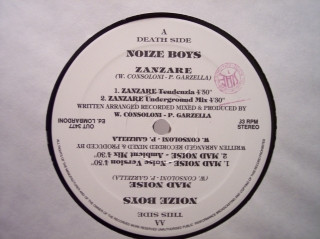 A
DEATH SIDE
NOIZE BOYS
ZANZARE
(W. CONSOLONI - P. GARZELLA)
1. ZANZARE Tendenzia 4'30"
2. ZANZARE Underground Mix 4'30"
WRITTEN ARRANGED RECORDED MIXED & PRODUCED BY
W. CONSOLONI - P. GARZELLA
OUT 3477
Ed. LOMBARDONI
33 RPM
STEREO
W. CONSOLONI - P. GARZELLA
WRITTEN ARRANGED RECORDED MIXED & PRODUCED BY
2. MAD NOISE - Ambient Mix 4'30"
1. MAD NOISE - Noise Version 4'30"
(W. CONSOLONI - P. GARZELLA)
MAD NOISE
NOIZE BOYS
THIS SIDE
AA